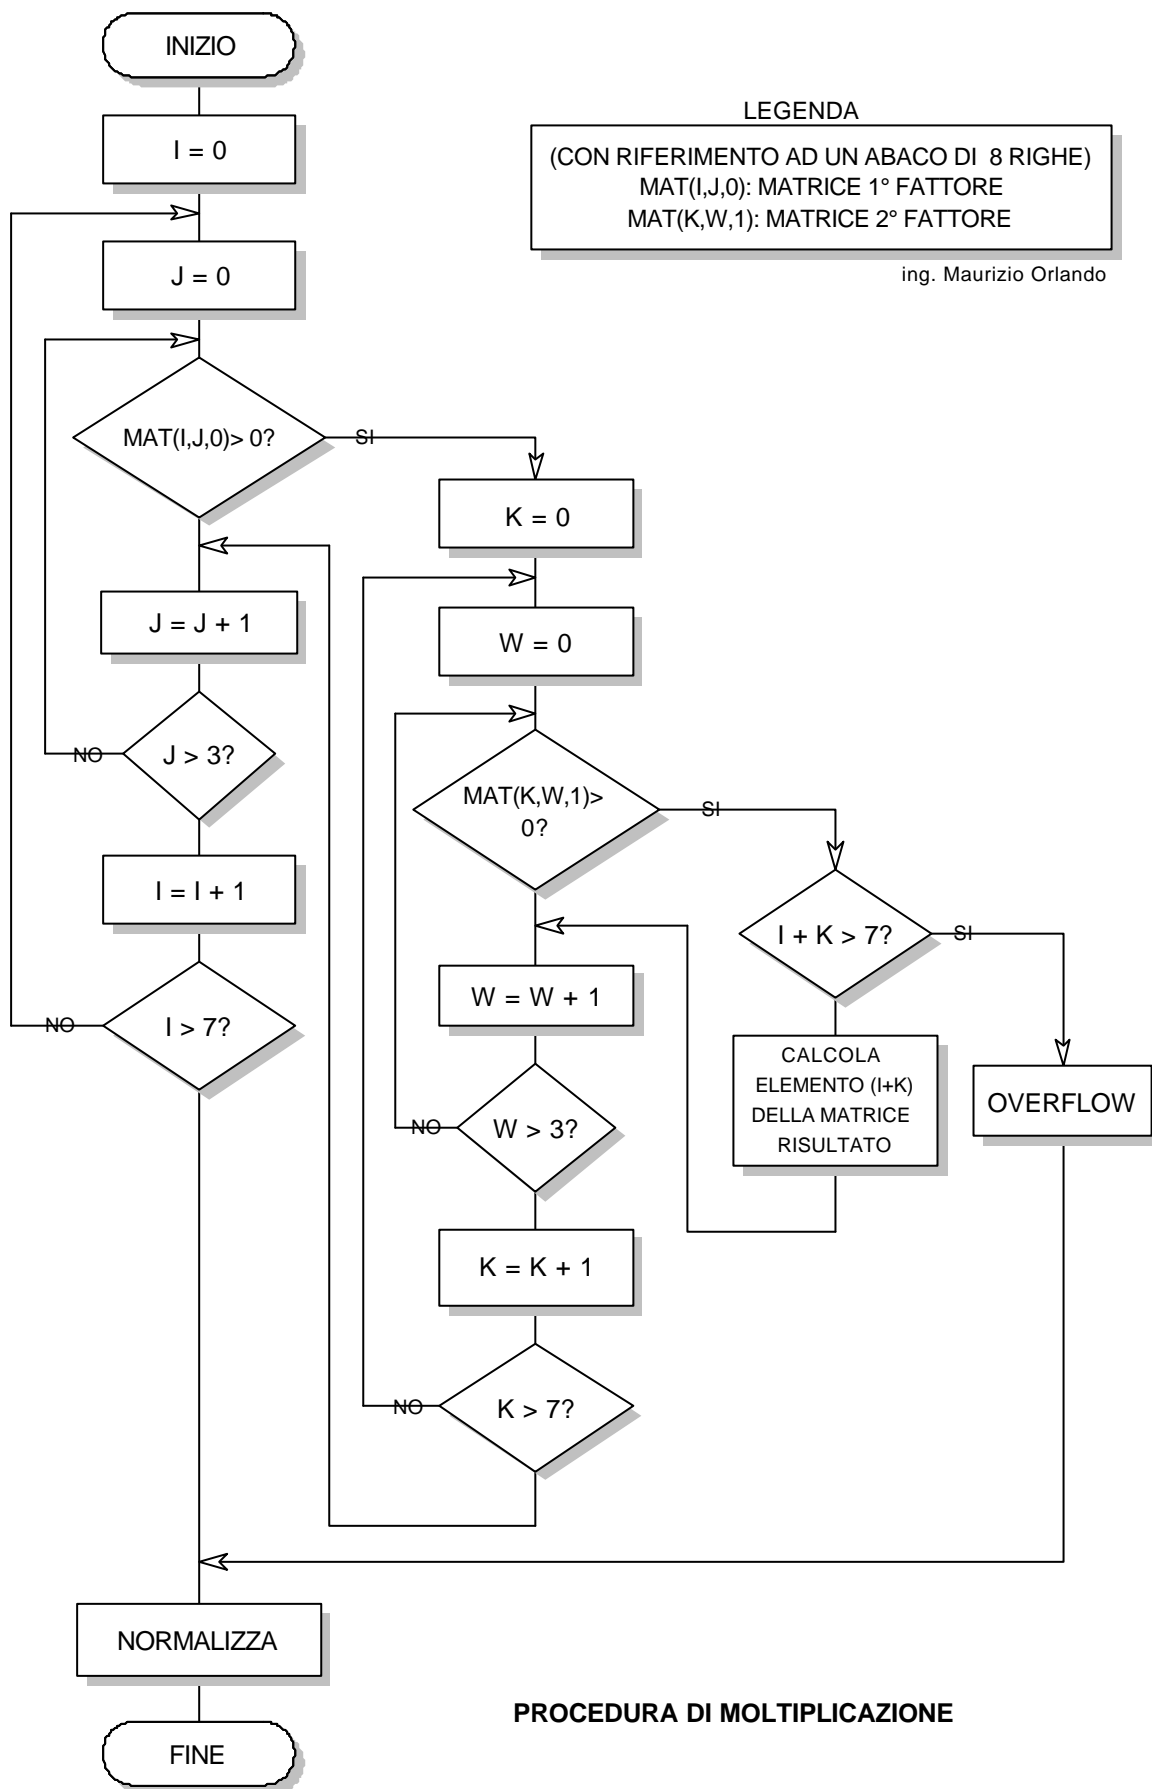 INIZIO
LEGENDA
I = 0
(CON RIFERIMENTO AD UN ABACO DI 8 RIGHE)
MAT(I,J,0): MATRICE 1° FATTORE
MAT(K,W,1): MATRICE 2° FATTORE
J = 0
ing. Maurizio Orlando
MAT(I,J,0)> 0?
SI
K = 0
J = J + 1
W = 0
J > 3?
NO
MAT(K,W,1)>
0?
SI
I = I + 1
I + K > 7?
SI
W = W + 1
I > 7?
NO
CALCOLA
ELEMENTO (I+K)
DELLA MATRICE
RISULTATO
OVERFLOW
W > 3?
NO
K = K + 1
K > 7?
NO
NORMALIZZA
PROCEDURA DI MOLTIPLICAZIONE
FINE